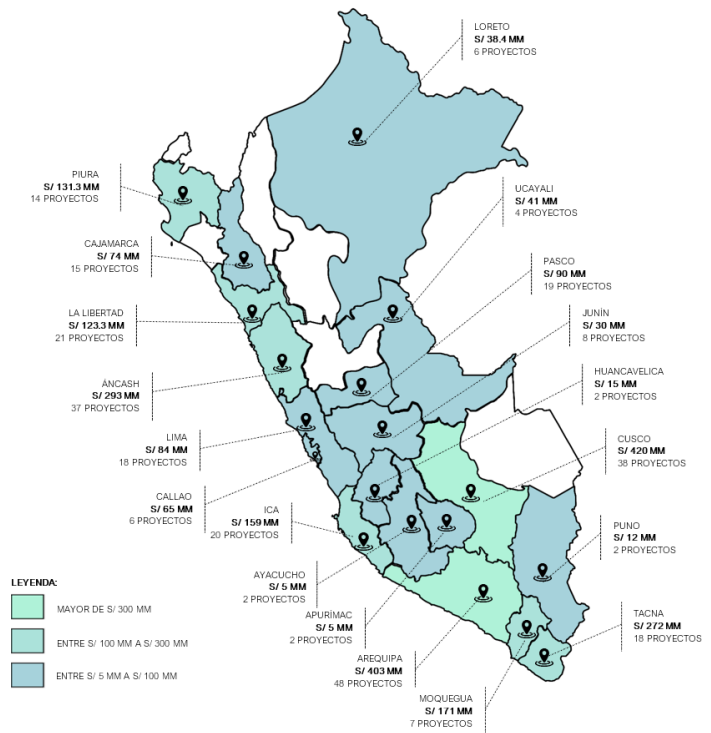 LORETO
S/ 38.4 MM
6 PROYECTOS
PIURA
S/ 131.3 MM
14 PROYECTOS
UCAYALI
S/ 41 MM
4 PROYECTOS
CAJAMARCA
S/ 74 MM
15 PROYECTOS
PASCO
S/ 90 MM
19 PROYECTOS
LA LIBERTAD
S/ 123.3 MM
21 PROYECTOS
JUNÍN
S/ 30 MM
8 PROYECTOS
HUANCAVELICA
S/ 15 MM
2 PROYECTOS
ÁNCASH
S/ 293 MM
37 PROYECTOS
LIMA
S/ 84 MM
18 PROYECTOS
CUSCO
S/ 420 MM
38 PROYECTOS
CALLAO
S/ 65 MM
6 PROYECTOS
ICA
S/ 159 MM
20 PROYECTOS
PUNO
S/ 12 MM
2 PROYECTOS
AYACUCHO
S/ 5 MM
2 PROYECTOS
APURÍMAC
S/ 5 MM
2 PROYECTOS
TACNA
S/ 272 MM
18 PROYECTOS
AREQUIPA
S/ 403 MM
48 PROYECTOS
MOQUEGUA
S/ 171 MM
7 PROYECTOS
LEYENDA:
MAYOR DE S/ 300 MM
ENTRE S/ 100 MM A S/ 300 MM
ENTRE S/ 5 MM A S/ 100 MM